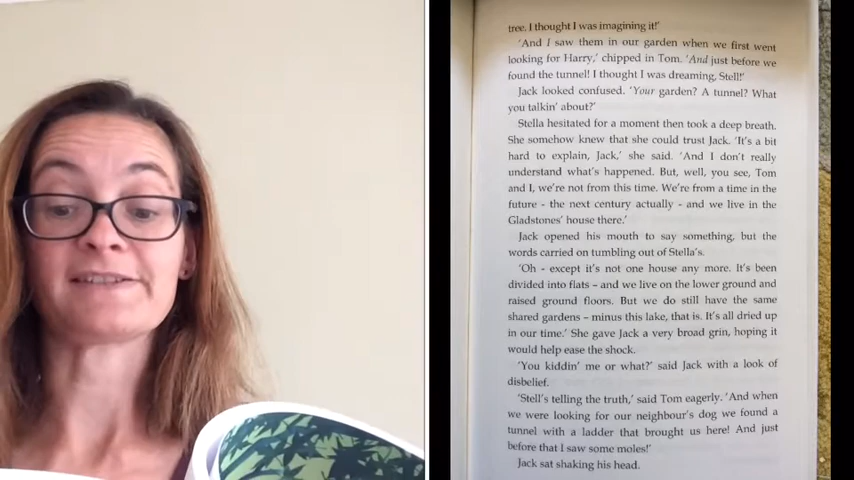 tree. I thought I was imagining it!'
'And I saw them in our garden when we first went
looking for Harry,' chipped in Tom. 'And just before we
found the tunnel! I thought I was dreaming, Stell!'
Jack looked confused. 'Your garden? A tunnel? What
you talkin' about?'
Stella hesitated for a moment then took a deep breath.
She somehow knew that she could trust Jack. 'It's a bit
hard to explain, Jack,' she said. 'And I don't really
understand what's happened. But, well, you see, Tom
and I, we're not from this time. We're from a time in the
future - the next century actually - and we live in the
Gladstones' house there.'
Jack opened his mouth to say something, but the
words carried on tumbling out of Stella's.
'Oh - except it's not one house any more. It's been
divided into flats – and we live on the lower ground and
raised ground floors. But we do still have the same
shared gardens – minus this lake, that is. It's all dried up
in our time.' She gave Jack a very broad grin, hoping it
would help ease the shock.
'You kiddin' me or what?' said Jack with a look of
disbelief.
'Stell's telling the truth,' said Tom eagerly. 'And when
we were looking for our neighbour's dog we found a
tunnel with a ladder that brought us here! And just
before that I saw some moles!'
Jack sat shaking his head.